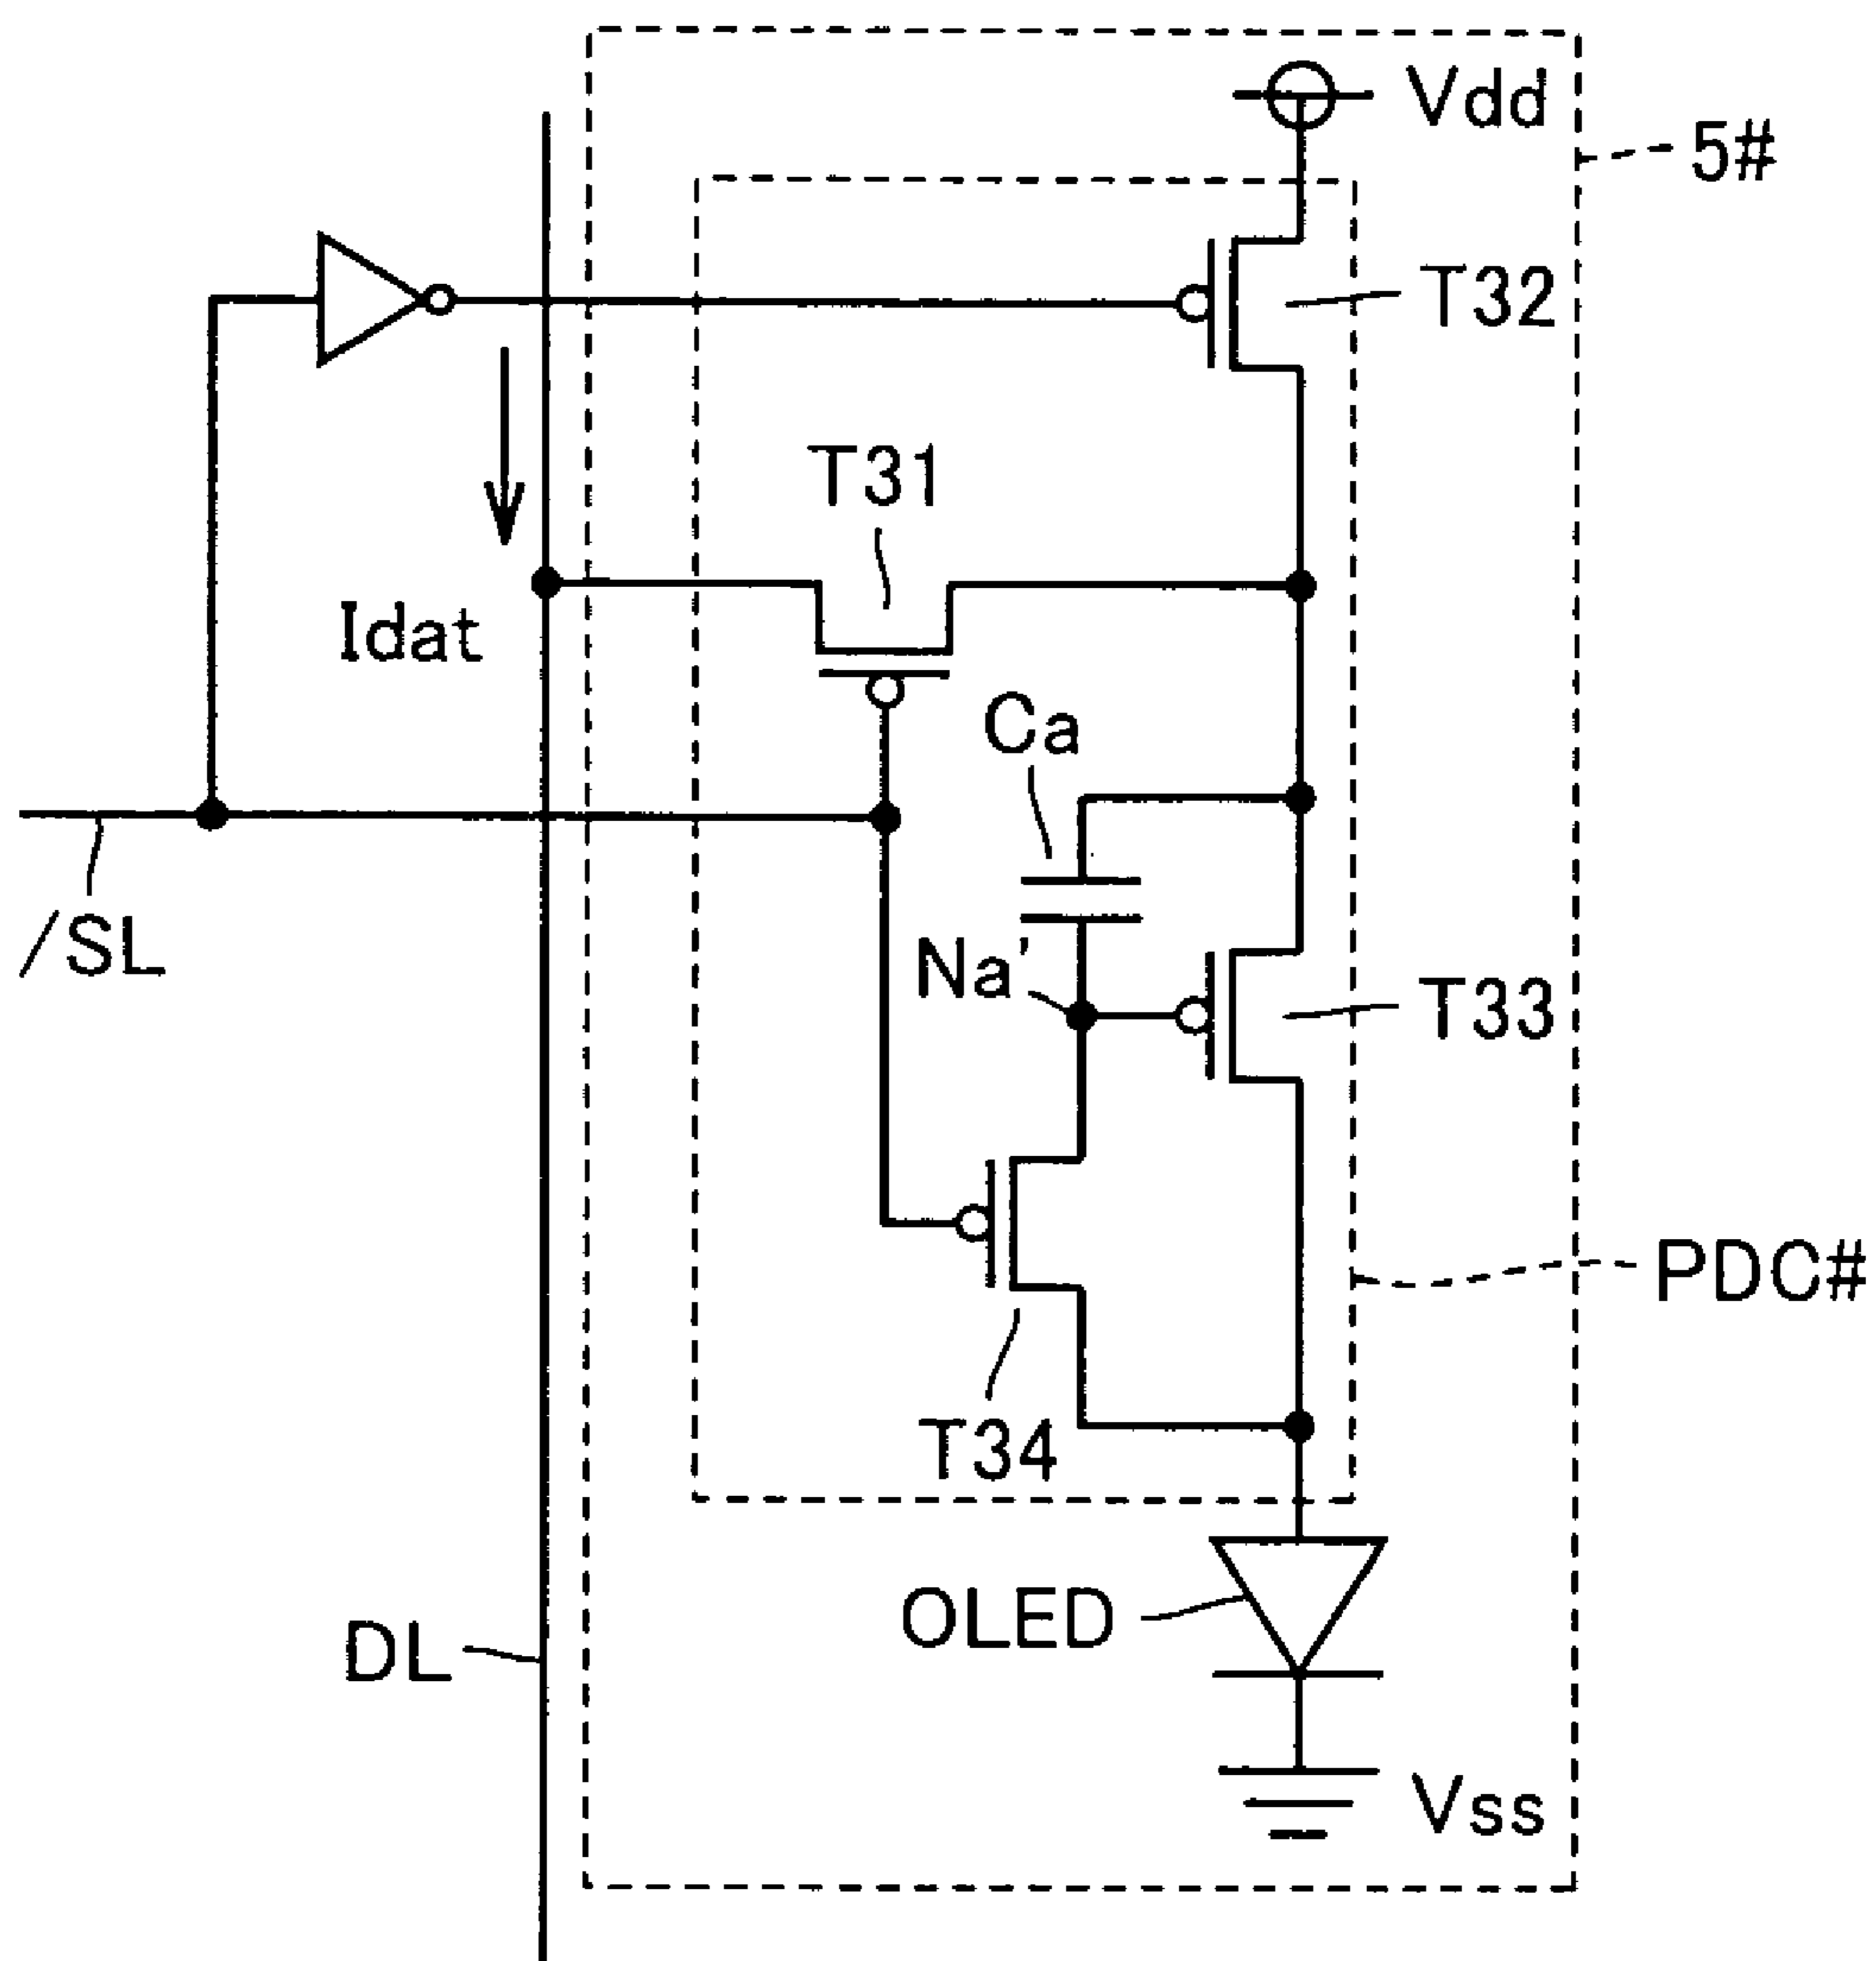 Vdd
5#
T32
T31
Idat
Ca
/SL
Na'
T33
PDC#
T34
OLED
DL
Vss